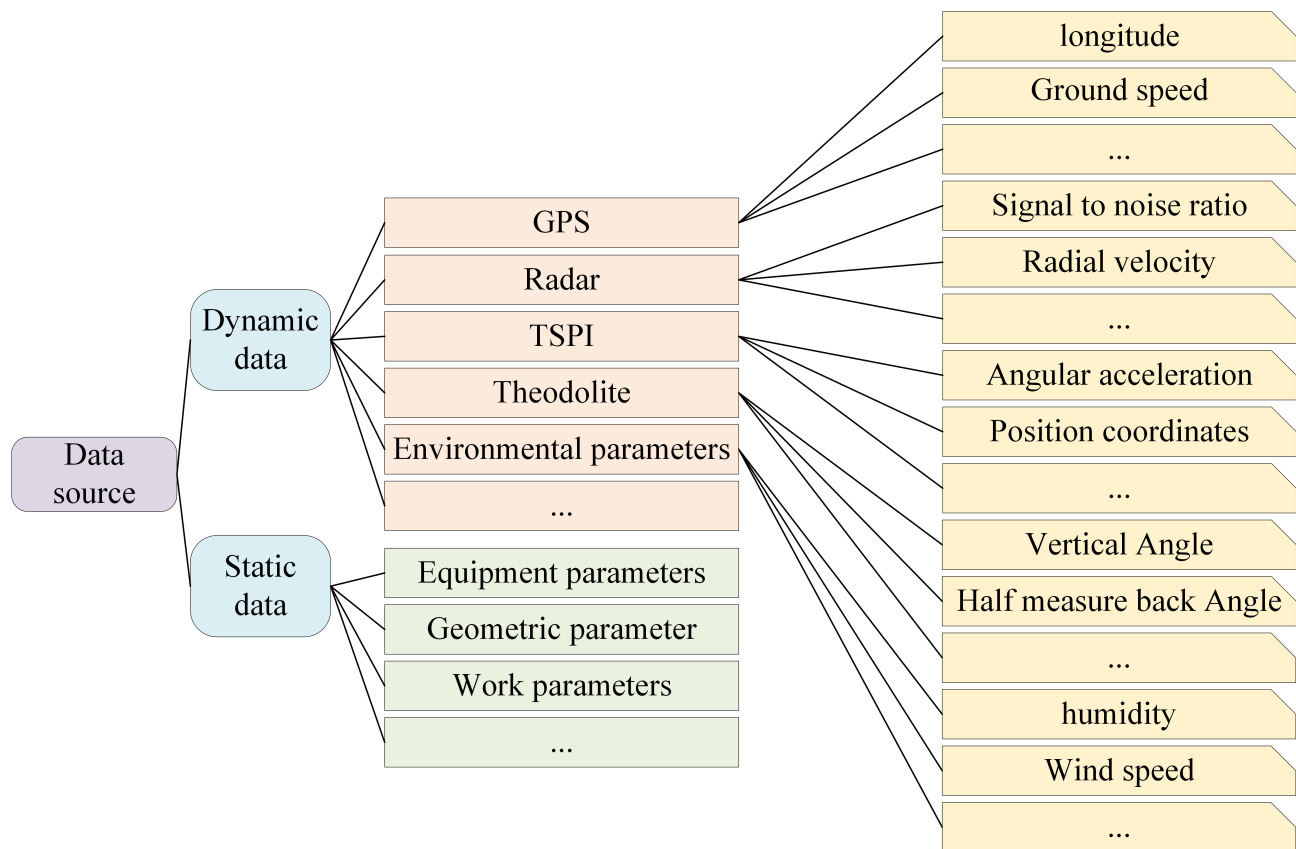 Data
source
Dynamic
data
Static
data
GPS
Radar
TSPI
Theodolite
Environmental parameters
...
Equipment parameters
Geometric parameter
Work parameters
...
longitude
Ground speed
...
Signal to noise ratio
Radial velocity
...
Angular acceleration
Position coordinates
...
Vertical Angle
Half measure back Angle
...
humidity
Wind speed
...